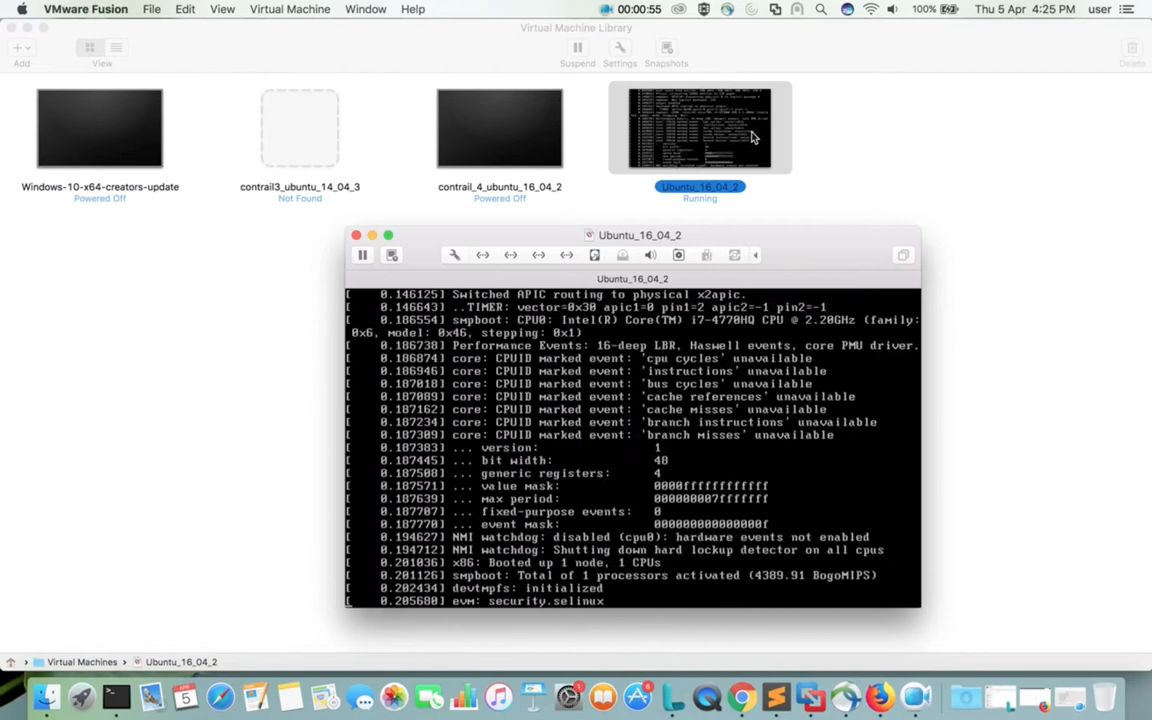 VMware Fusion File Edit View Virtual Machine Window Help 00:00:55 100% Thu 5 Apr 4:25 PM user
Virtual Machine Library
Add View Suspend Settings Snapshots Delete
Windows-10-x64-creators-update
Powered Off
contrail3_ubuntu_14_04_3
Not Found
contrail_4_ubuntu_16_04_2
Powered Off
Ubuntu_16_04_2
Running
Ubuntu_16_04_2
Ubuntu_16_04_2
[ 0.146125] Switched APIC routing to physical x2apic.
[ 0.146643] ..TIMER: vector=0x30 apic1=0 pin1=2 apic2=-1 pin2=-1
[ 0.186554] smpboot: CPU0: Intel(R) Core(TM) i7-4770HQ CPU @ 2.20GHz (family:
0x6, model: 0x46, stepping: 0x1)
[ 0.186738] Performance Events: 16-deep LBR, Haswell events, core PMU driver.
[ 0.186874] core: CPUID marked event: 'cpu cycles' unavailable
[ 0.186946] core: CPUID marked event: 'instructions' unavailable
[ 0.187018] core: CPUID marked event: 'bus cycles' unavailable
[ 0.187089] core: CPUID marked event: 'cache references' unavailable
[ 0.187162] core: CPUID marked event: 'cache misses' unavailable
[ 0.187234] core: CPUID marked event: 'branch instructions' unavailable
[ 0.187309] core: CPUID marked event: 'branch misses' unavailable
[ 0.187383] ... version: 1
[ 0.187445] ... bit width: 48
[ 0.187508] ... generic registers: 4
[ 0.187571] ... value mask: 0000ffffffffffff
[ 0.187639] ... max period: 000000007fffffff
[ 0.187707] ... fixed-purpose events: 0
[ 0.187770] ... event mask: 000000000000000f
[ 0.194627] NMI watchdog: disabled (cpu0): hardware events not enabled
[ 0.194712] NMI watchdog: Shutting down hard lockup detector on all cpus
[ 0.201036] x86: Booted up 1 node, 1 CPUs
[ 0.201126] smpboot: Total of 1 processors activated (4389.91 BogoMIPS)
[ 0.202434] devtmpfs: initialized
[ 0.205680] evm: security.selinux
Virtual Machines › Ubuntu_16_04_2